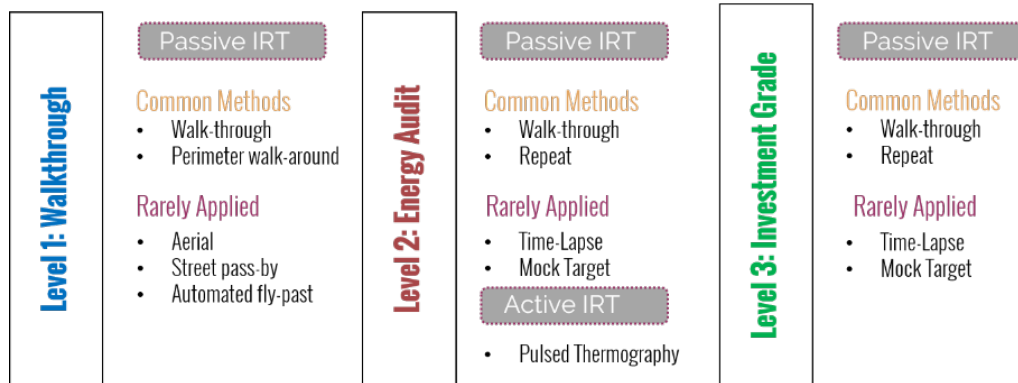 Level 1: Walkthrough
Passive IRT
Common Methods
• Walk-through
• Perimeter walk-around
Rarely Applied
• Aerial
• Street pass-by
• Automated fly-past
Level 2: Energy Audit
Passive IRT
Common Methods
• Walk-through
• Repeat
Rarely Applied
• Time-Lapse
• Mock Target
Active IRT
• Pulsed Thermography
Level 3: Investment Grade
Passive IRT
Common Methods
• Walk-through
• Repeat
Rarely Applied
• Time-Lapse
• Mock Target